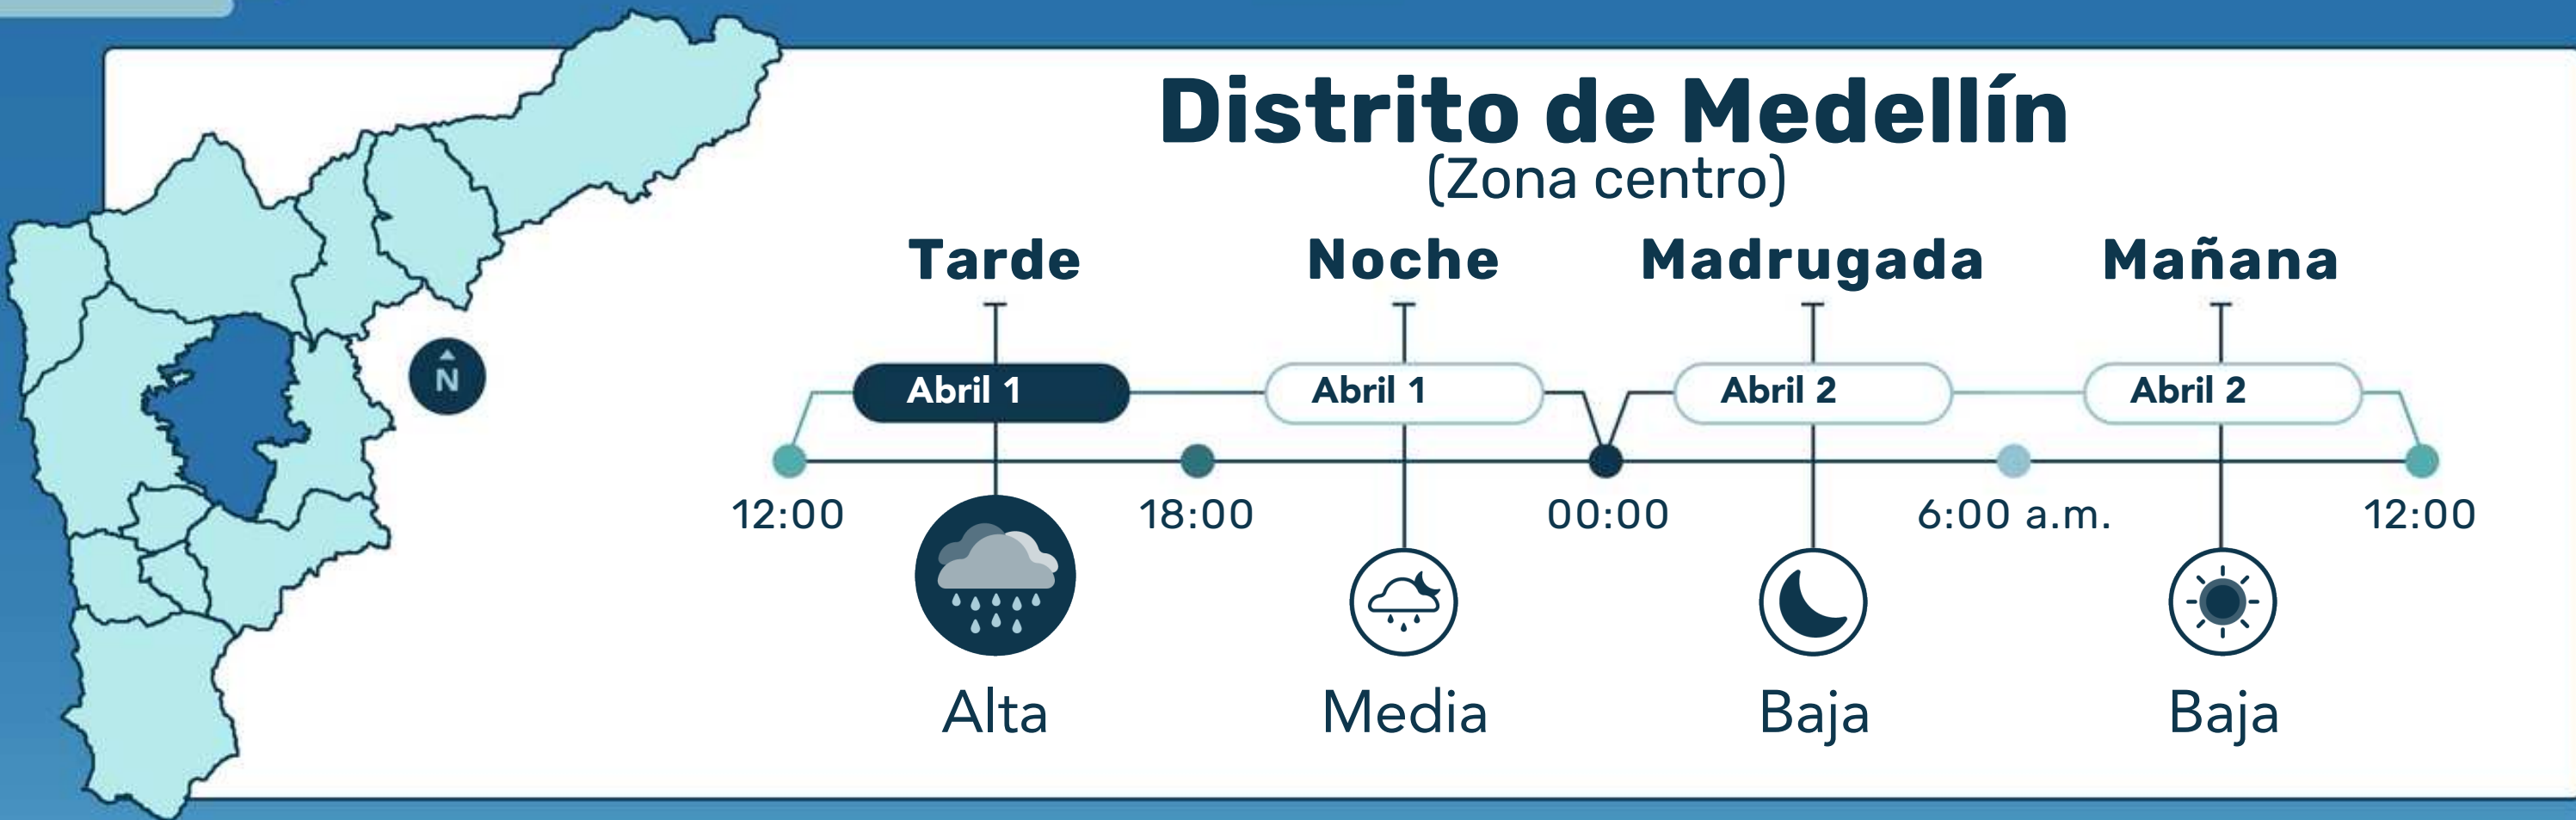 Distrito de Medellín
(Zona centro)
Tarde Noche Madrugada Mañana
N
Abril 1 Abril 1 Abril 2 Abril 2
12:00 18:00 00:00 6:00 a.m. 12:00
Alta Media Baja Baja